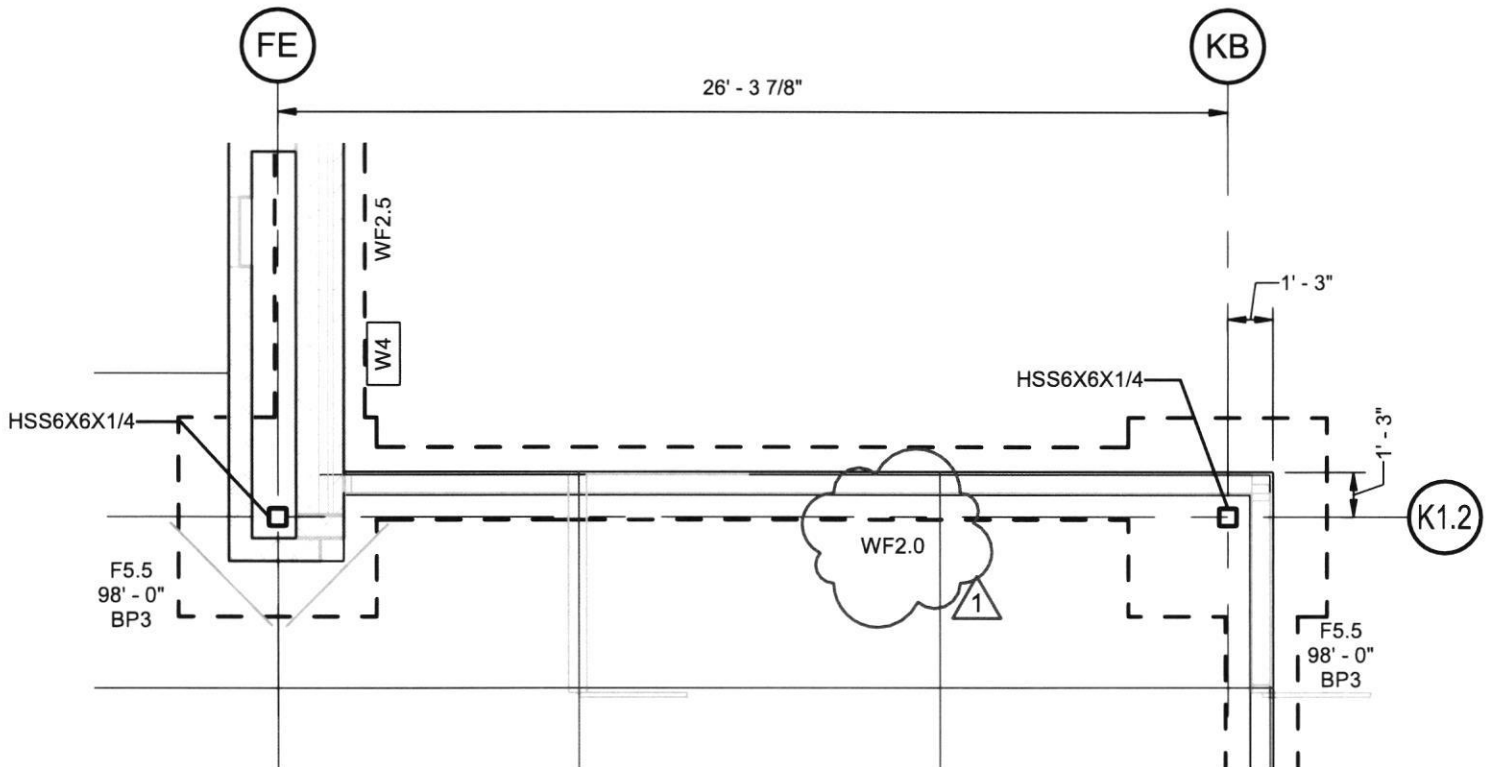 FE
KB
26' - 3 7/8"
WF2.5
1' - 3"
W4
HSS6X6X1/4
HSS6X6X1/4
1' - 3"
K1.2
WF2.0
F5.5
98' - 0"
BP3
1
F5.5
98' - 0"
BP3